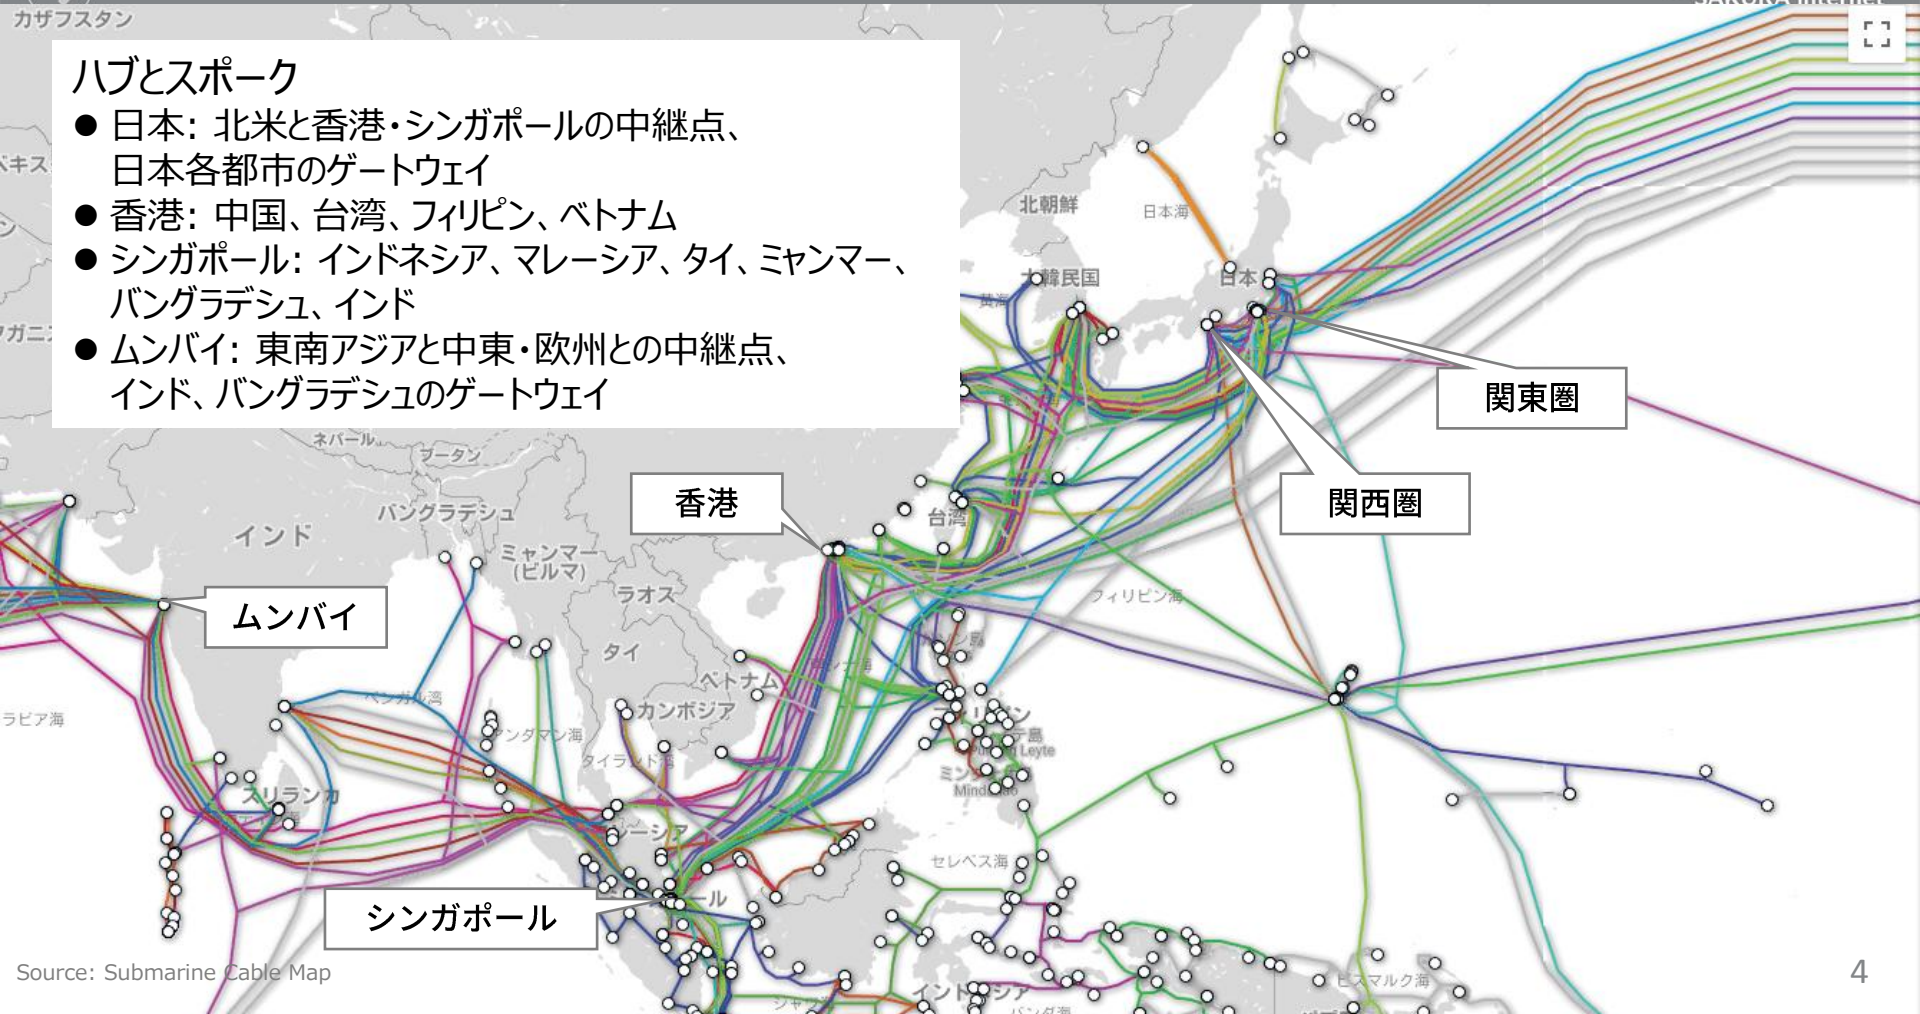 カザフスタン
ハブとスポーク
● 日本: 北米と香港・シンガポールの中継点、
日本各都市のゲートウェイ
● 香港: 中国、台湾、フィリピン、ベトナム
● シンガポール: インドネシア、マレーシア、タイ、ミャンマー、
バングラデシュ、インド
● ムンバイ: 東南アジアと中東・欧州との中継点、
インド、バングラデシュのゲートウェイ
北朝鮮
日本海
大韓民国
日本
黄海
関東圏
関西圏
ネパール
ブータン
香港
バングラデシュ
インド
台湾
ミャンマー
(ビルマ)
ラオス
フィリピン海
ムンバイ
タイ
ベトナム
ベンガル湾
カンボジア
ラビア海
アンダマン海
タイランド湾
Leyte
スリランカ
セレベス海
シンガポール
Source: Submarine Cable Map
ビスマルク海
インドネシア
バンダ海
4